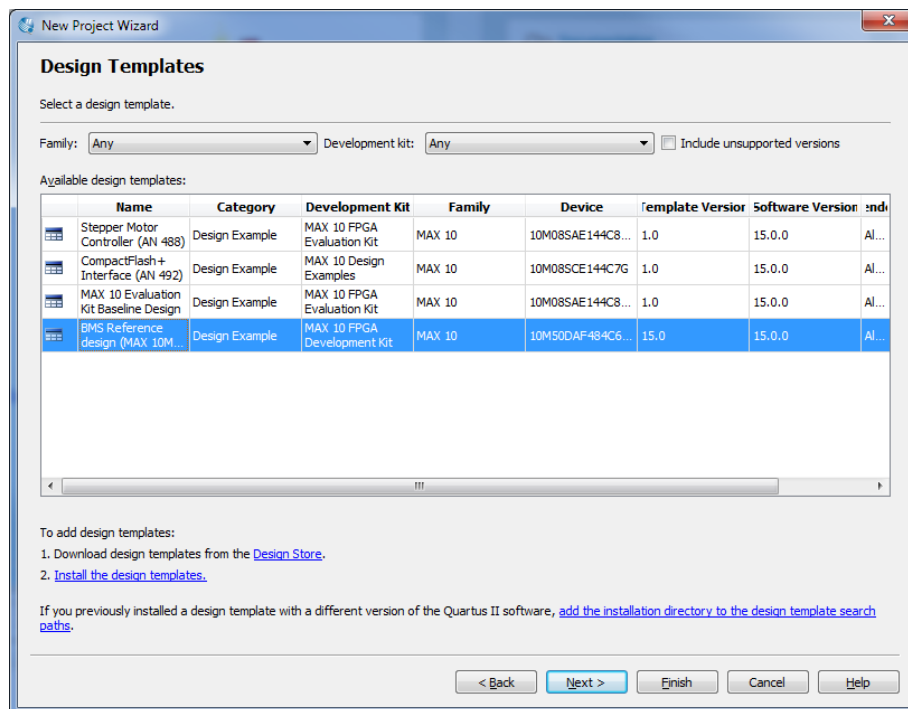 New Project Wizard
Design Templates
Select a design template.
Family: Any Development kit: Any Include unsupported versions
Available design templates:
Name Category Development Kit Family Device Template Version Software Version
Stepper Motor
Controller (AN 488) Design Example MAX 10 FPGA
Evaluation Kit MAX 10 10M08SAE144C8... 1.0 15.0.0 Al...
CompactFlash+
Interface (AN 492) Design Example MAX 10 Design
Examples MAX 10 10M08SCE144C7G 1.0 15.0.0 Al...
MAX 10 Evaluation
Kit Baseline Design Design Example MAX 10 FPGA
Evaluation Kit MAX 10 10M08SAE144C8... 1.0 15.0.0 Al...
BMS Reference
design (MAX 10M... Design Example MAX 10 FPGA
Development Kit MAX 10 10M50DAF484C6... 15.0 15.0.0 Al...
To add design templates:
1. Download design templates from the Design Store.
2. Install the design templates.
If you previously installed a design template with a different version of the Quartus II software, add the installation directory to the design template search
paths.
< Back Next > Finish Cancel Help